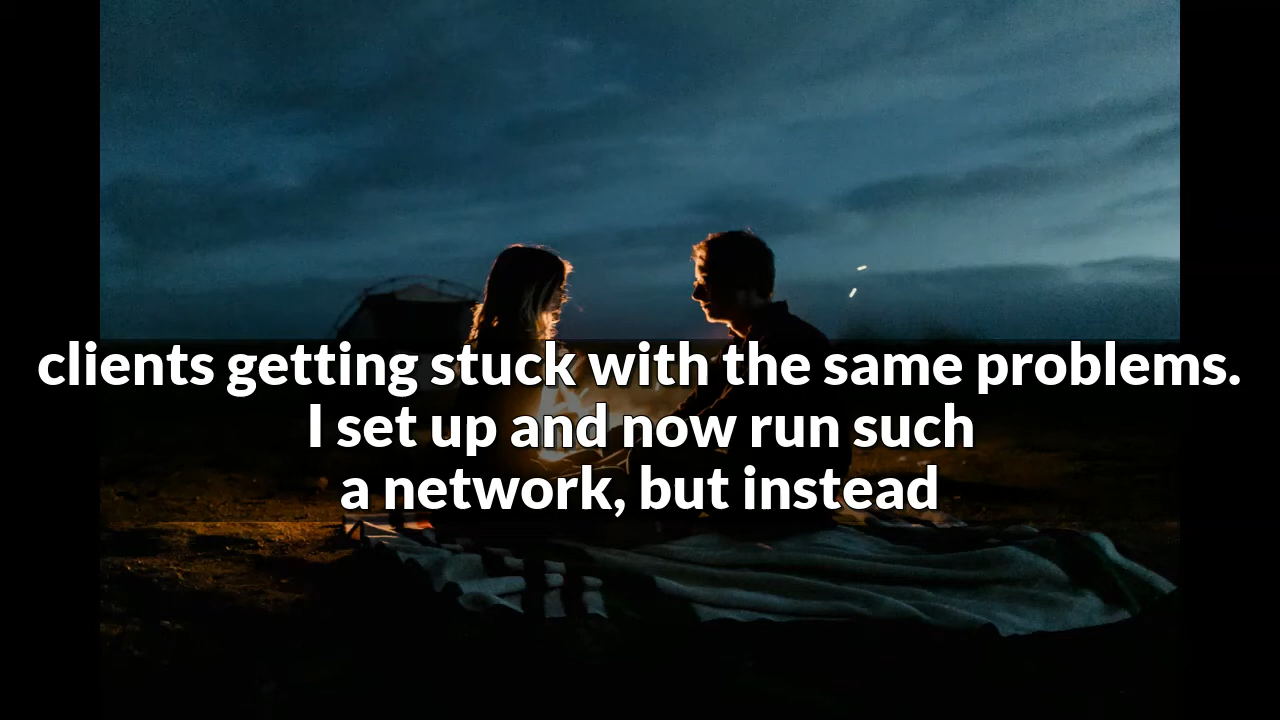 clients getting stuck with the same problems.
I set up and now run such
a network, but instead